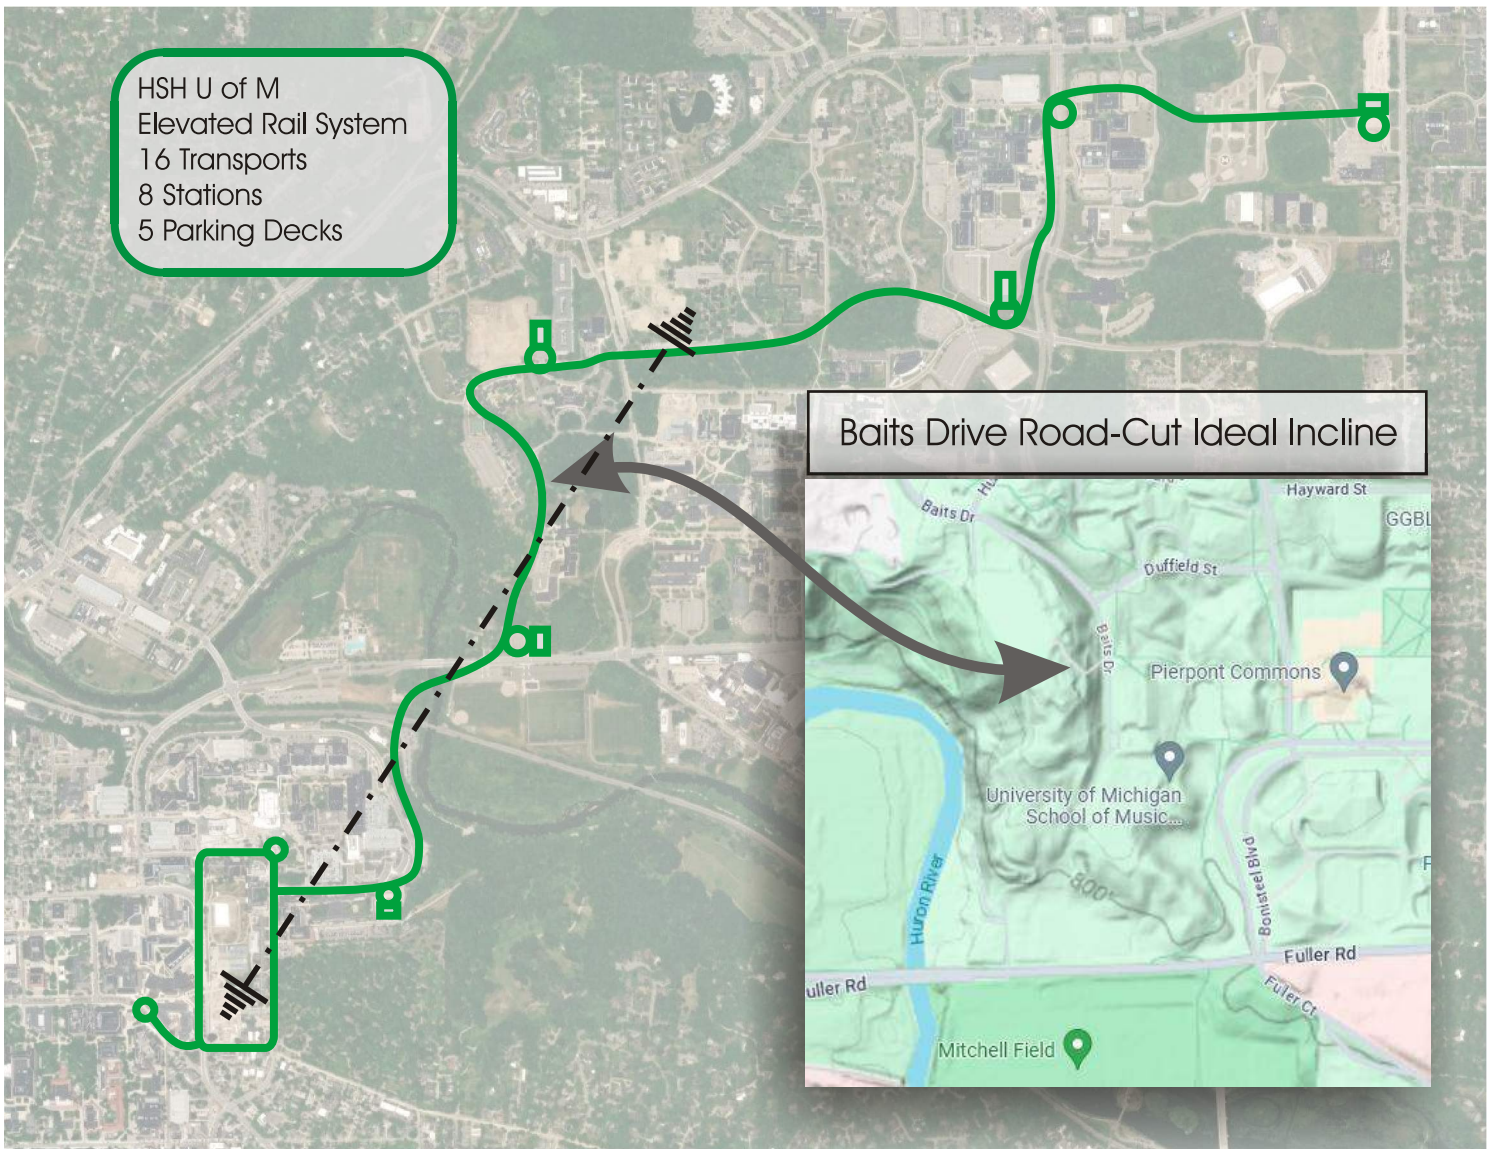 HSH U of M
Elevated Rail System
16 Transports
8 Stations
5 Parking Decks
Baits Drive Road-Cut Ideal Incline
Hayward St
Baits Dr
GGBL
Duffield St
Baits Dr
Pierpont Commons
University of Michigan
School of Music...
800'
Huron River
Bonisteel Blvd
Fuller Rd
uller Rd
Fuller Ct
Mitchell Field